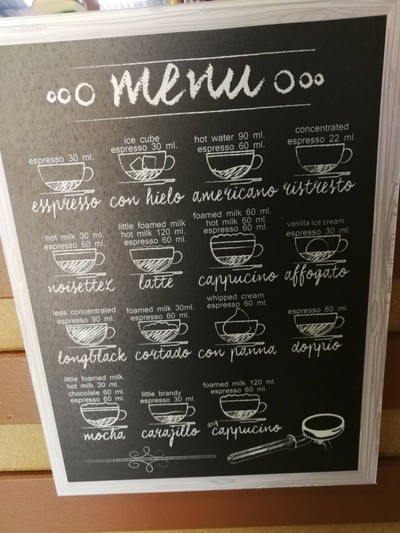 menu
espresso 30 ml.
esspresso
ice cube
espresso 30 ml.
con hielo
hot water 90 ml.
espresso 60 ml.
americano
concentrated
espresso 22 ml.
ristresto
hot milk 30 ml.
espresso 60 ml.
noisettez
little foamed milk
hot milk 120 ml.
espresso 60 ml.
latte
foamed milk 60 ml.
hot milk 60 ml.
espresso 60 ml.
cappucino
vanilla ice cream
espresso 30 ml.
affogato
less concentrated
espresso 90 ml.
longblack
foamed milk 30ml.
espresso 60 ml.
cortado
whipped cream
espresso 60 ml.
con panna
espresso 60 ml.
doppio
little foamed milk
hot milk 30 ml.
chocolate 60 ml.
espresso 60 ml.
mocha
little brandy
espresso 30 ml.
carajillo
foamed milk 120 ml.
espresso 60 ml.
cappucino